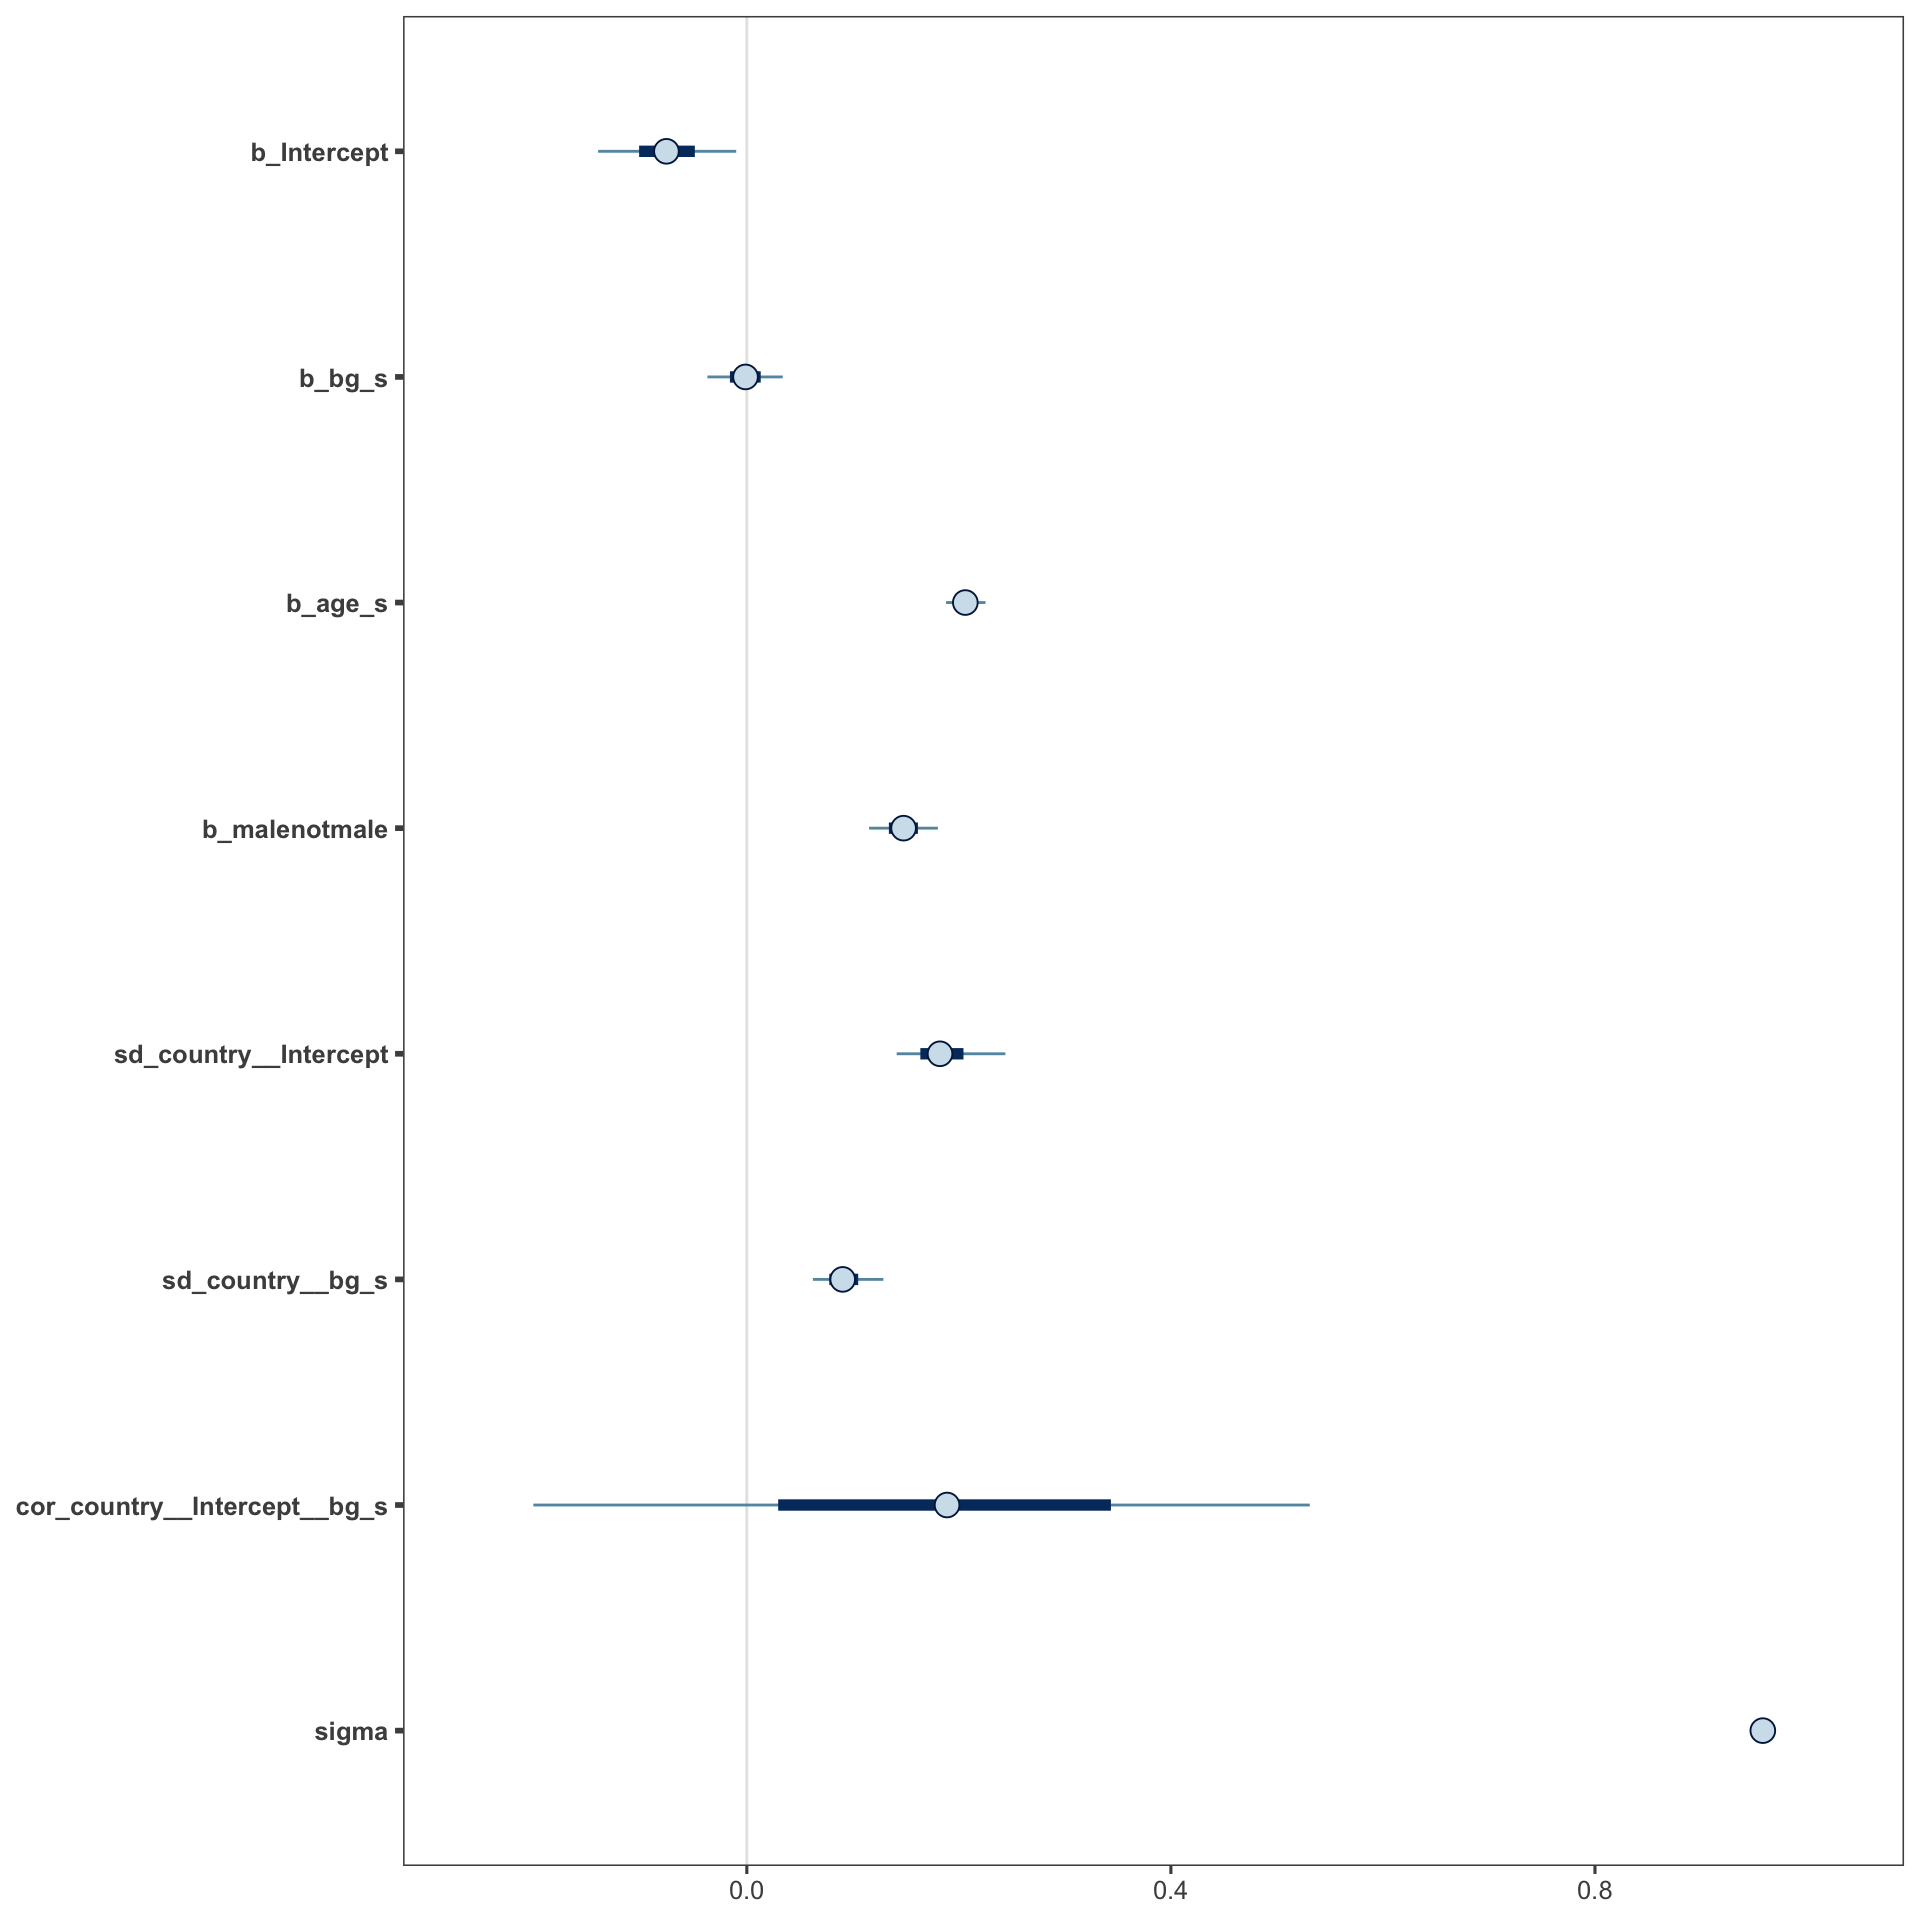 b_Intercept
b_bg_s
b_age_s
b_malenotmale
sd_country__Intercept
sd_country__bg_s
cor_country__Intercept__bg_s
sigma
0.0 0.4 0.8